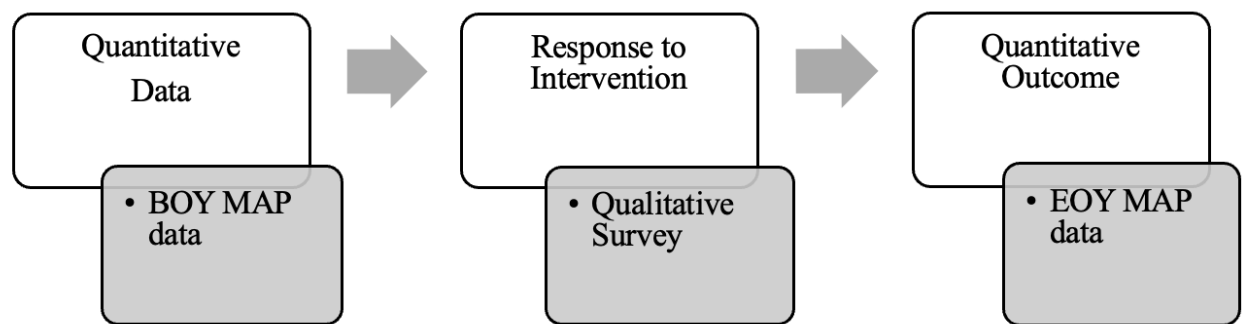 Quantitative
Data
• BOY MAP
data
Response to
Intervention
• Qualitative
Survey
Quantitative
Outcome
• EOY MAP
data